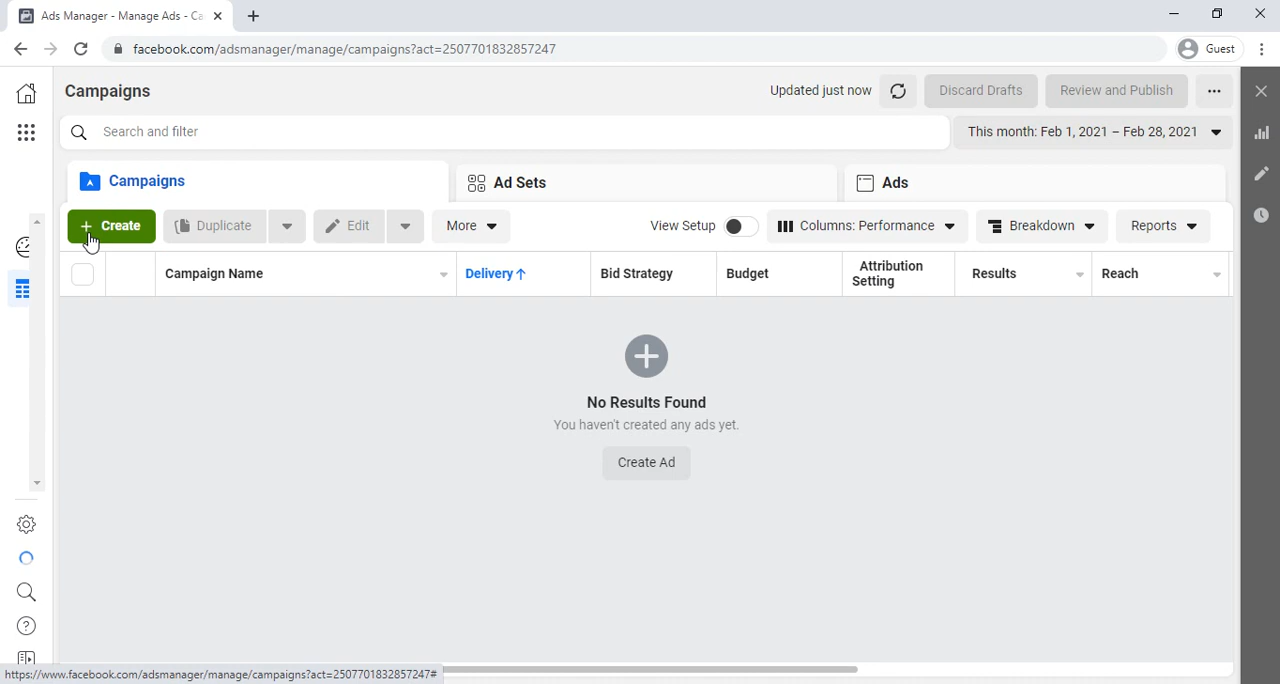 Ads Manager - Manage Ads - Ca
facebook.com/adsmanager/manage/campaigns?act=2507701832857247
Guest
Campaigns
Updated just now
Discard Drafts
Review and Publish
Search and filter
This month: Feb 1, 2021 – Feb 28, 2021
Campaigns
Ad Sets
Ads
+ Create
Duplicate
Edit
More
View Setup
Columns: Performance
Breakdown
Reports
Campaign Name
Delivery↑
Bid Strategy
Budget
Attribution
Setting
Results
Reach
No Results Found
You haven't created any ads yet.
Create Ad
https://www.facebook.com/adsmanager/manage/campaigns?act=2507701832857247#